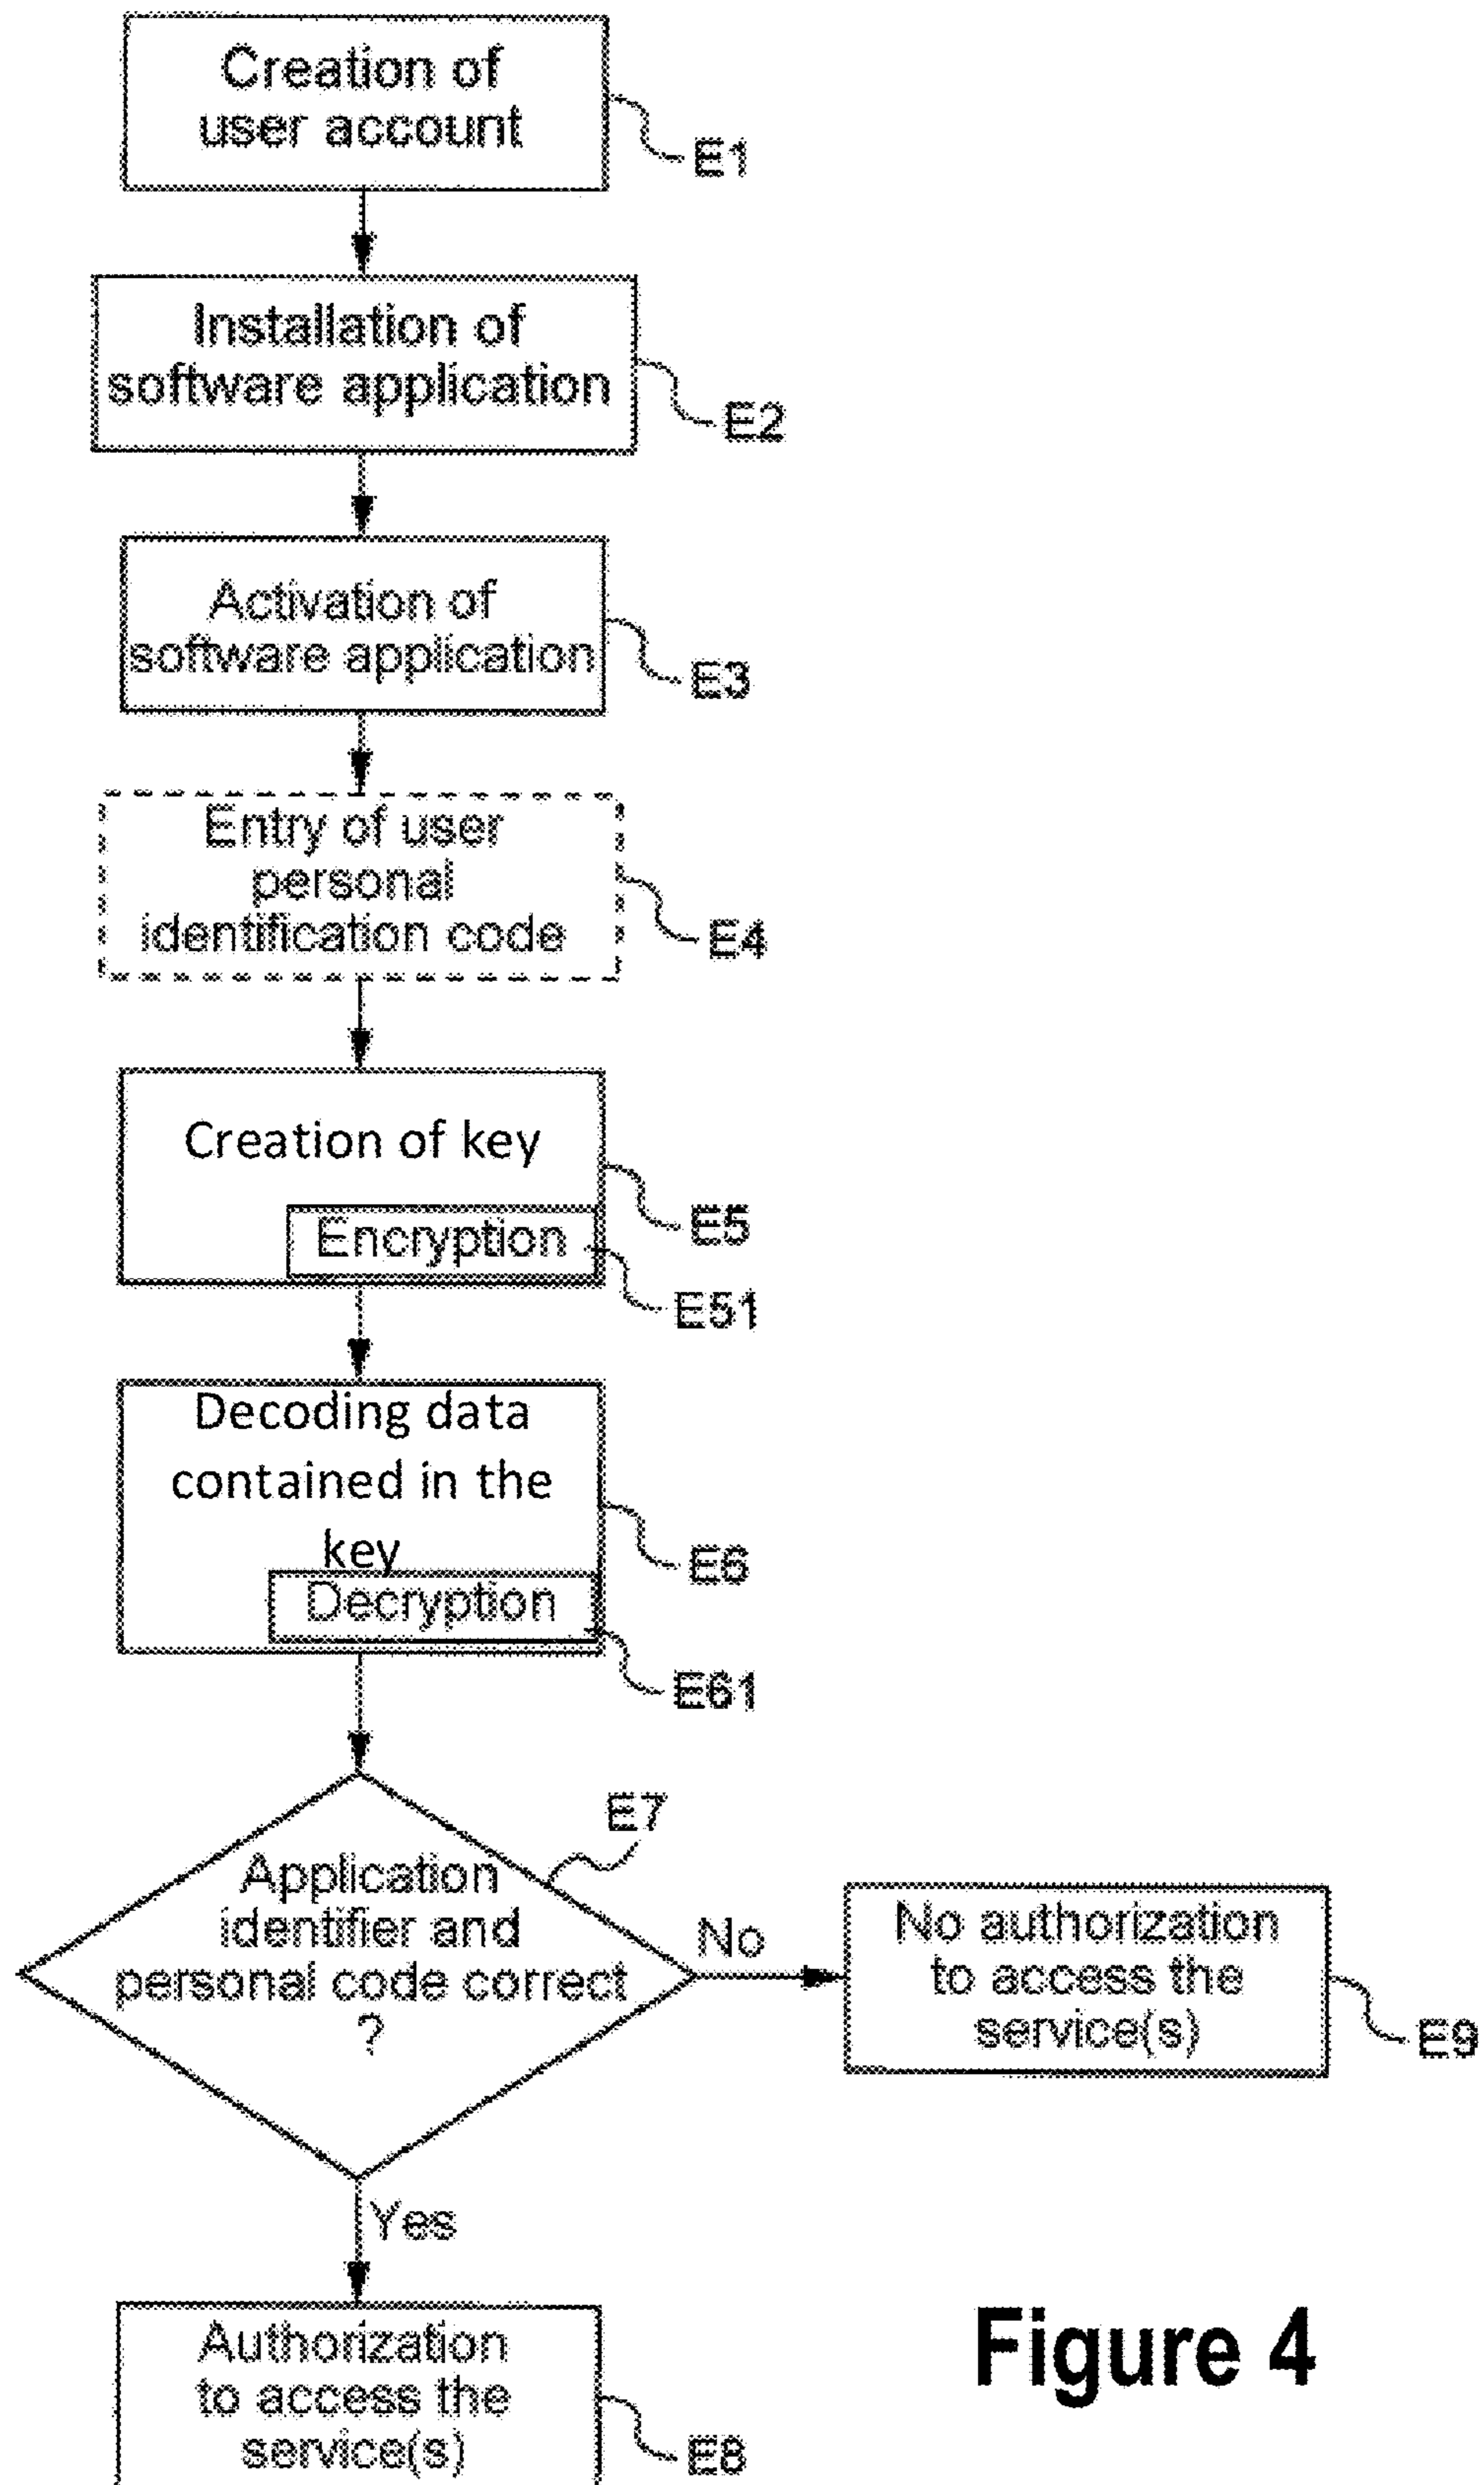 Creation of
user account
E1
Installation of
software application
E2
Activation of
software application
E3
Entry of user
personal
identification code
E4
Creation of key
E5
Encryption
E51
Decoding data
contained in the
key
E6
Decryption
E61
E7
Application
identifier and
personal code correct
?
No
No authorization
to access the
service(s)
E9
Yes
Authorization
to access the
service(s)
E8
Figure 4